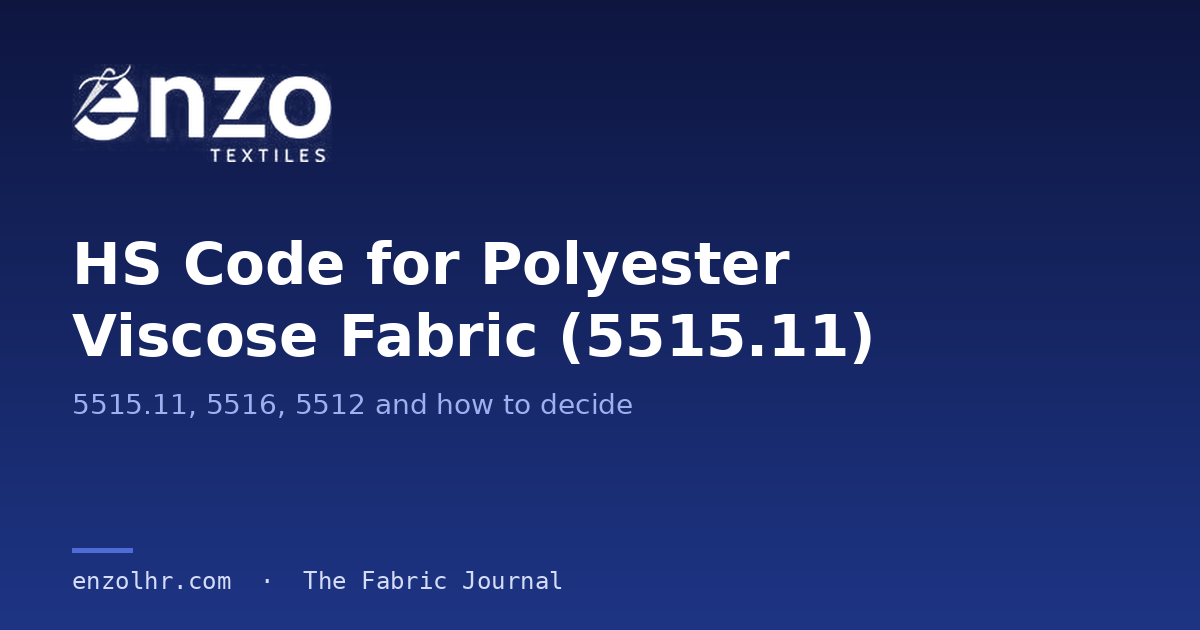 enzo
TEXTILES
HS Code for Polyester
Viscose Fabric (5515.11)
5515.11, 5516, 5512 and how to decide
enzolhr.com · The Fabric Journal